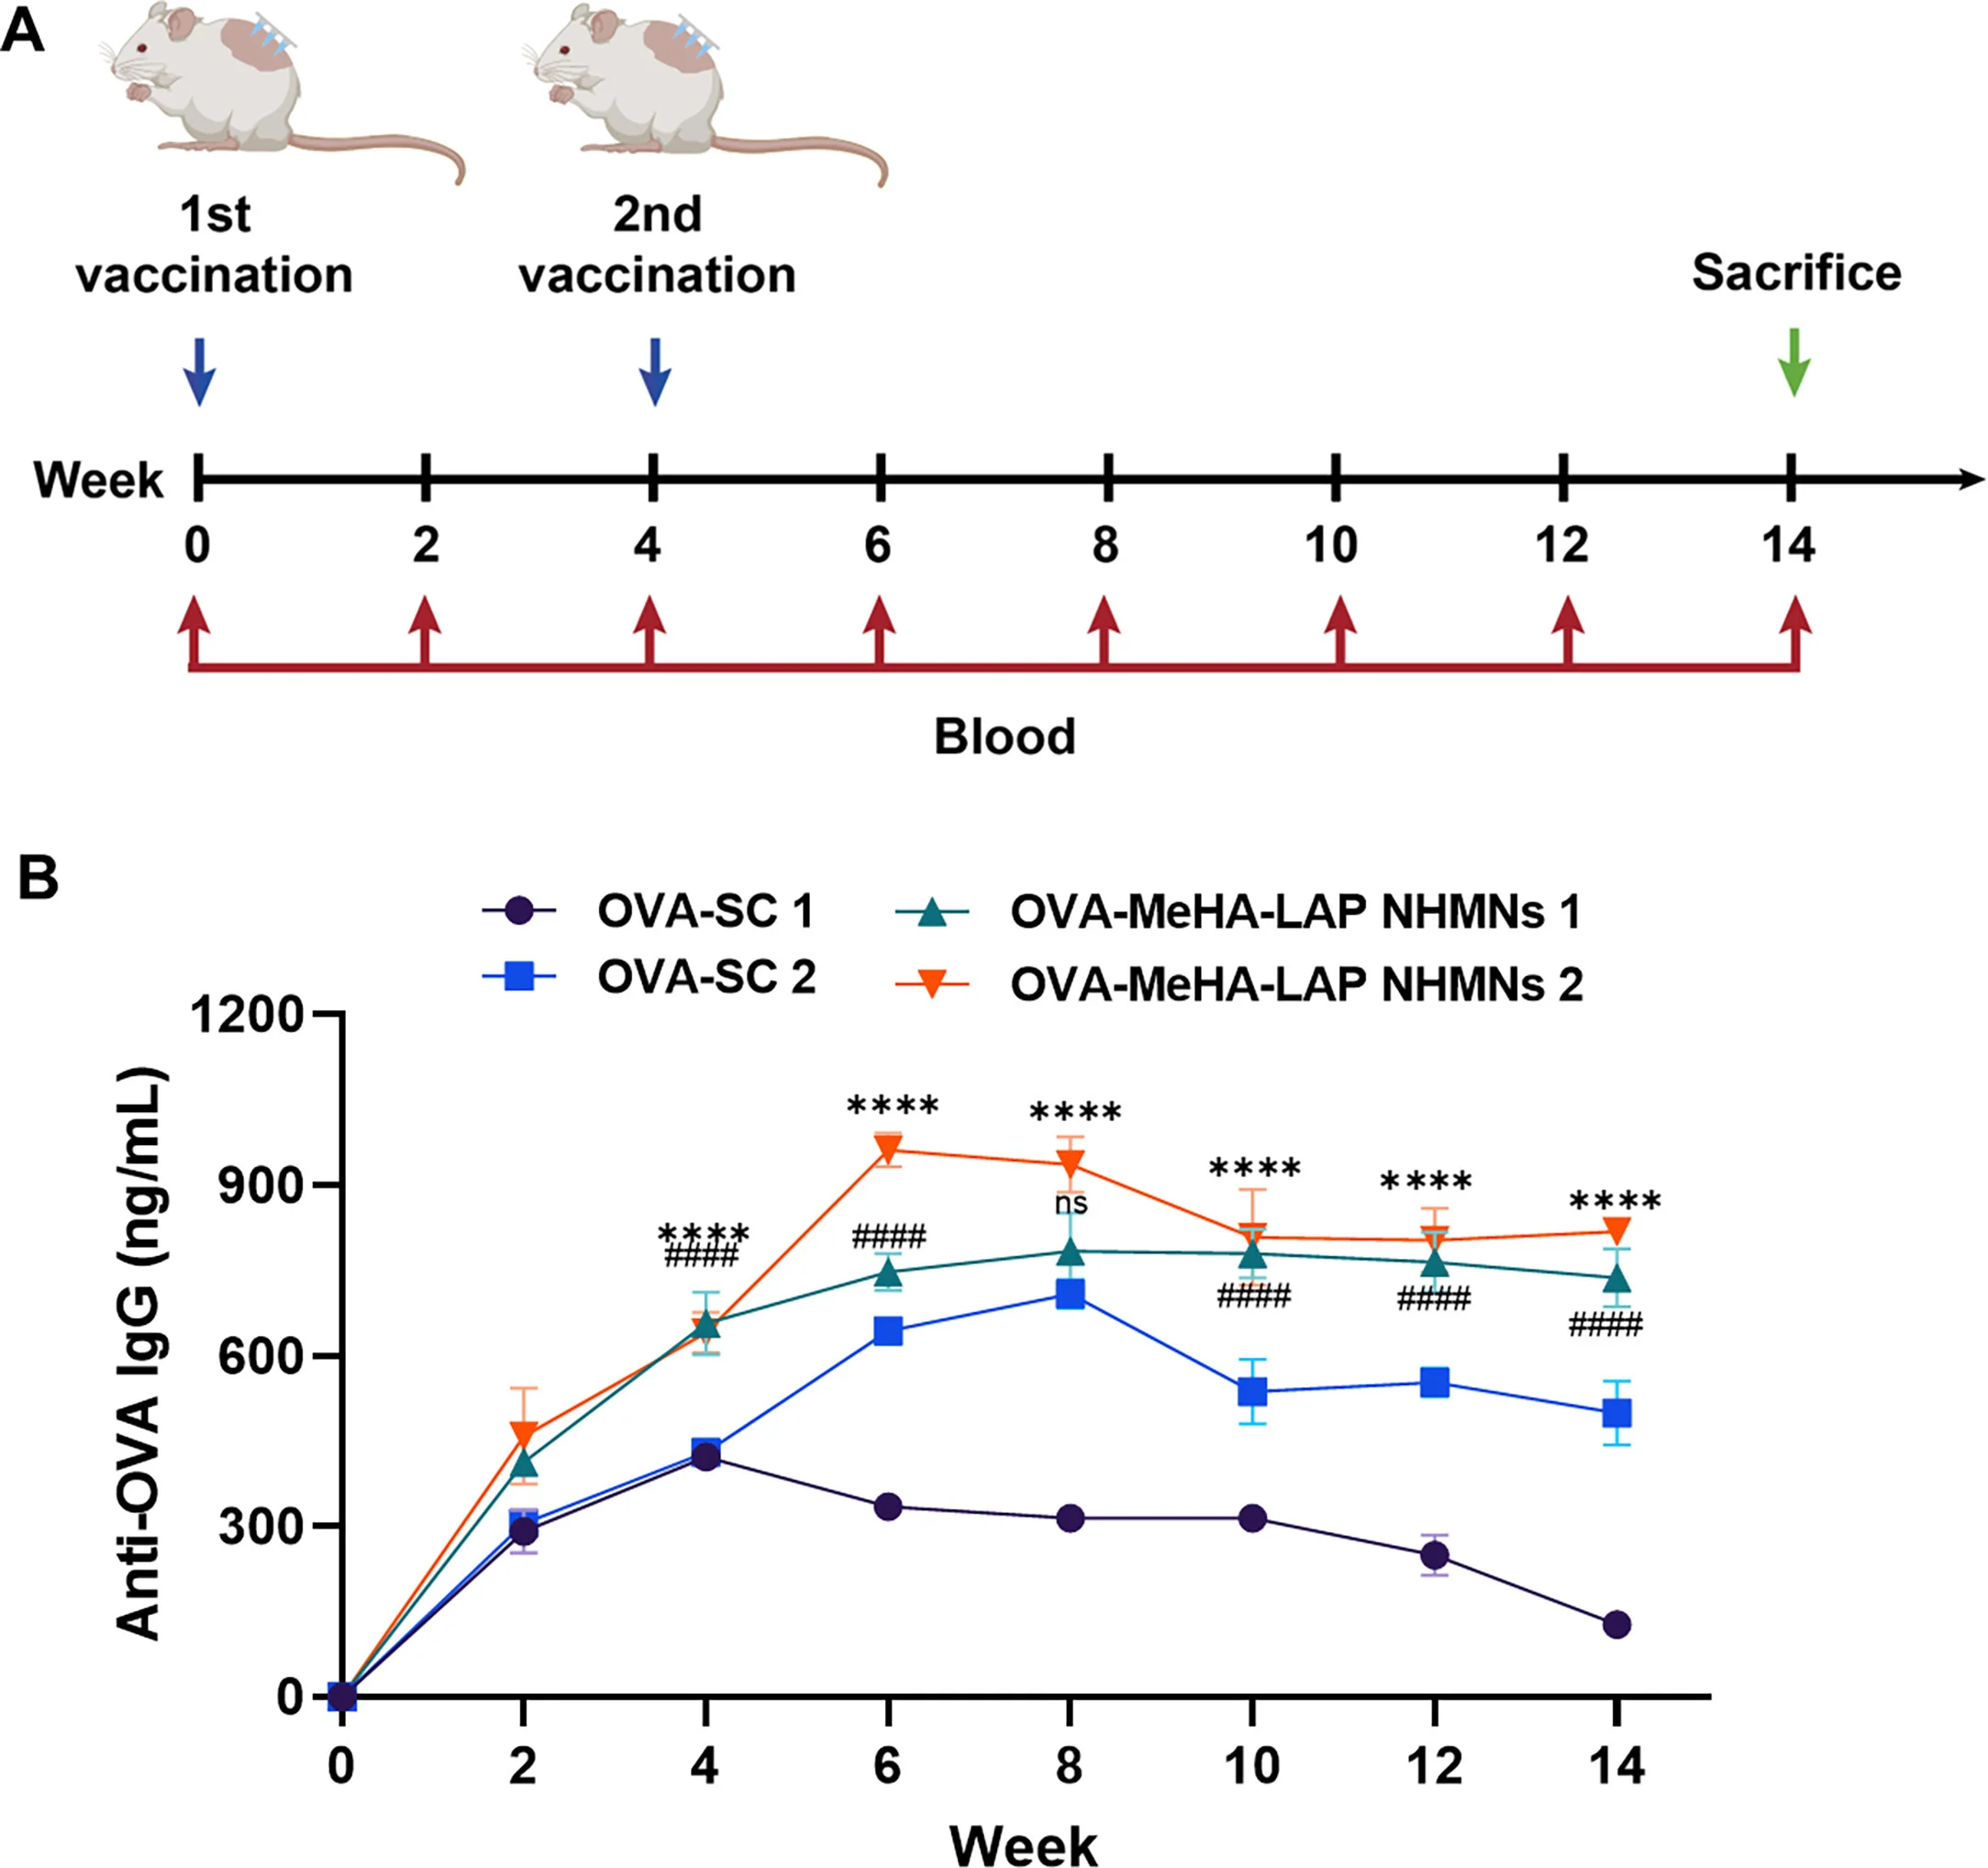 A
1st
vaccination
2nd
vaccination
Sacrifice
Week
0 2 4 6 8 10 12 14
Blood
B
OVA-SC 1
OVA-MeHA-LAP NHMNs 1
OVA-SC 2
OVA-MeHA-LAP NHMNs 2
Anti-OVA IgG (ng/mL)
1200
900
600
300
0
****
****
****
****
****
****
ns
####
####
####
####
####
0 2 4 6 8 10 12 14
Week